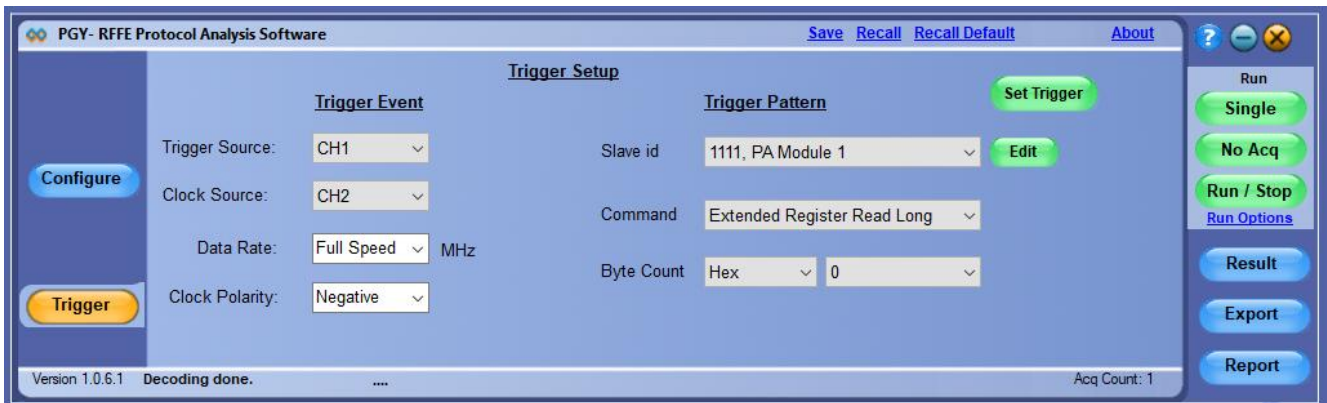 PGY- RFFE Protocol Analysis Software
Save Recall Recall Default About
?
Trigger Setup
Trigger Event
Trigger Pattern
Set Trigger
Trigger Source: CH1
Slave id 1111, PA Module 1 Edit
Clock Source: CH2
Command Extended Register Read Long
Data Rate: Full Speed MHz
Byte Count Hex 0
Clock Polarity: Negative
Configure
Trigger
Run
Single
No Acq
Run / Stop
Run Options
Result
Export
Report
Version 1.0.6.1 Decoding done. .... Acq Count: 1